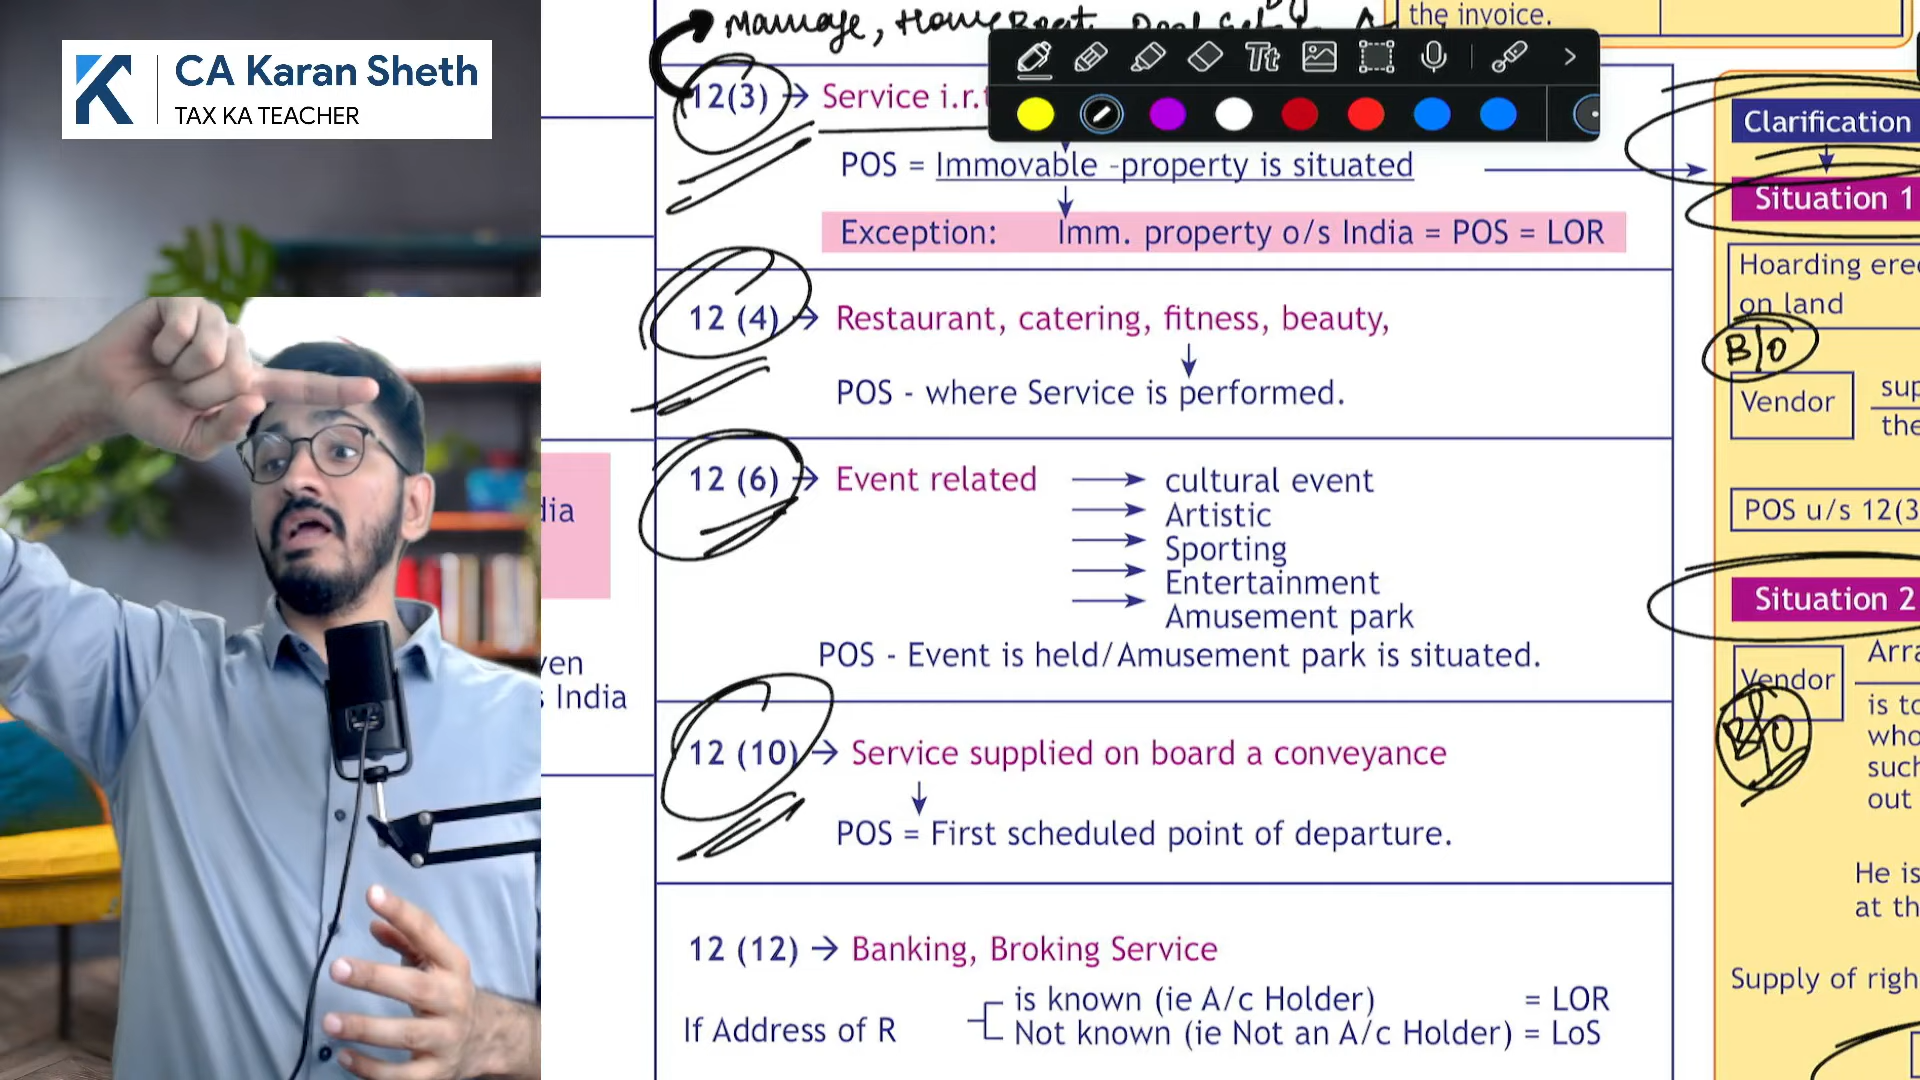 CA Karan Sheth
TAX KA TEACHER
dia
ven
s India
the invoice.
12(3) → Service i.r.t
POS = Immovable -property is situated
Exception: Imm. property o/s India = POS = LOR
12 (4) → Restaurant, catering, fitness, beauty,
POS - where Service is performed.
12 (6) → Event related
cultural event
Artistic
Sporting
Entertainment
Amusement park
POS - Event is held/Amusement park is situated.
12 (10) → Service supplied on board a conveyance
POS = First scheduled point of departure.
12 (12) → Banking, Broking Service
If Address of R
is known (ie A/c Holder) = LOR
Not known (ie Not an A/c Holder) = LoS
Tt
Clarification
Situation 1
Hoarding erec
on land
B/O
Vendor
sup
the
POS u/s 12(3
Situation 2
Vendor
B/O
Arra
is to
who
such
out
He is
at th
Supply of righ